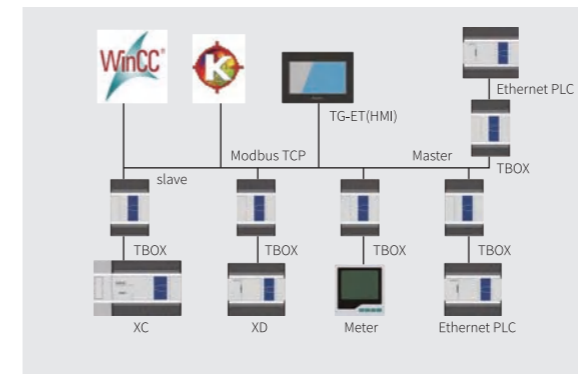 WinCC
K
Ethernet PLC
TG-ET(HMI)
Modbus TCP
Master
TBOX
slave
TBOX
TBOX
TBOX
TBOX
XC
XD
Meter
Ethernet PLC